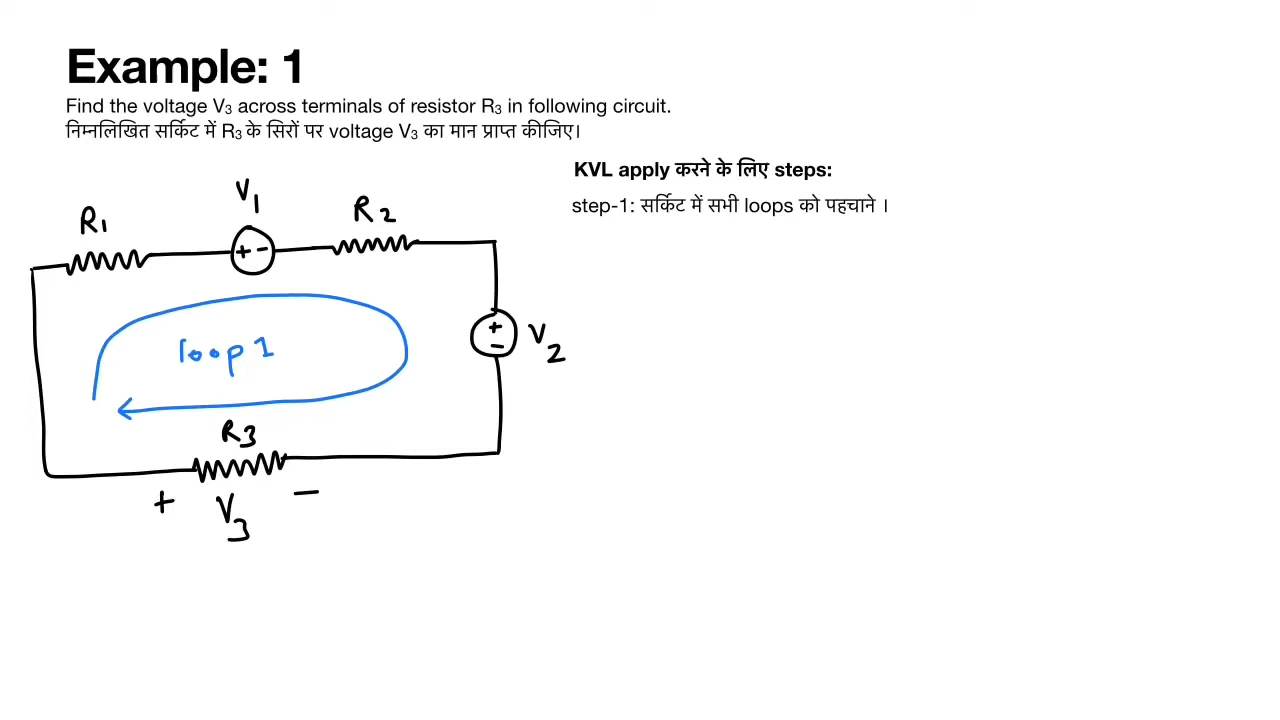 Example: 1
Find the voltage V₃ across terminals of resistor R₃ in following circuit.
निम्नलिखित सर्किट में R₃ के सिरों पर voltage V₃ का मान प्राप्त कीजिए।
KVL apply करने के लिए steps:
step-1: सर्किट में सभी loops को पहचाने ।
V1
R1
R2
+ -
+
-
V2
loop 1
R3
+ V3 -